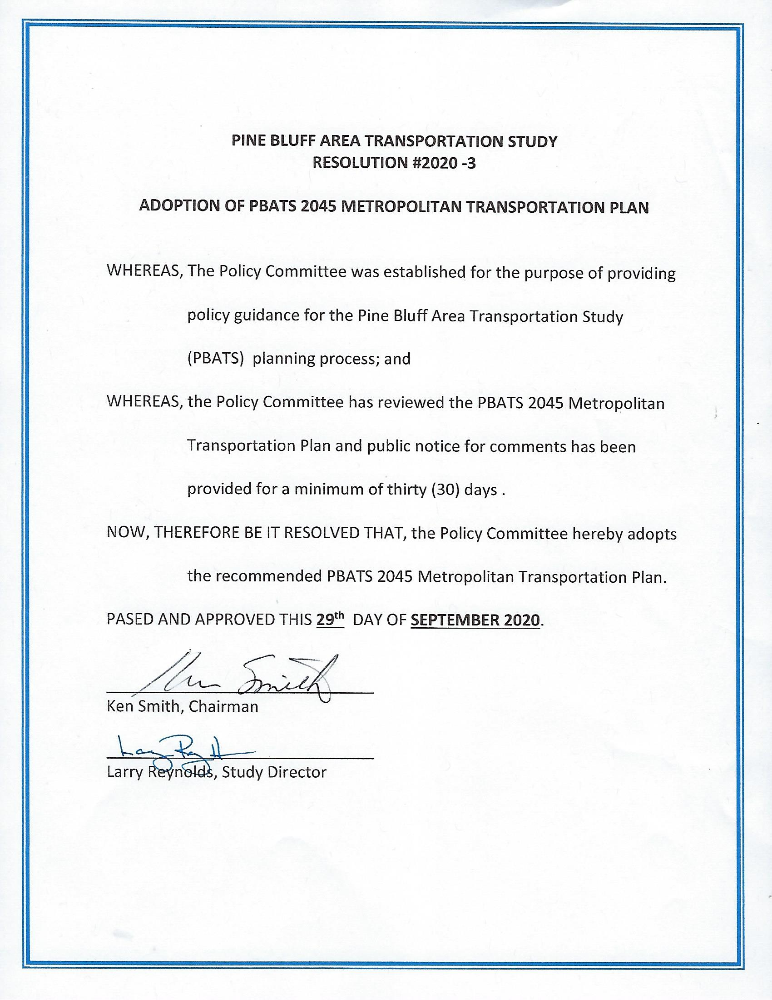 PINE BLUFF AREA TRANSPORTATION STUDY
RESOLUTION #2020 -3
ADOPTION OF PBATS 2045 METROPOLITAN TRANSPORTATION PLAN
WHEREAS, The Policy Committee was established for the purpose of providing
policy guidance for the Pine Bluff Area Transportation Study
(PBATS)  planning process; and
WHEREAS, the Policy Committee has reviewed the PBATS 2045 Metropolitan
Transportation Plan and public notice for comments has been
provided for a minimum of thirty (30) days .
NOW, THEREFORE BE IT RESOLVED THAT, the Policy Committee hereby adopts
the recommended PBATS 2045 Metropolitan Transportation Plan.
PASED AND APPROVED THIS 29th  DAY OF SEPTEMBER 2020.
Ken Smith
Ken Smith, Chairman
Larry Reynolds, Study Director